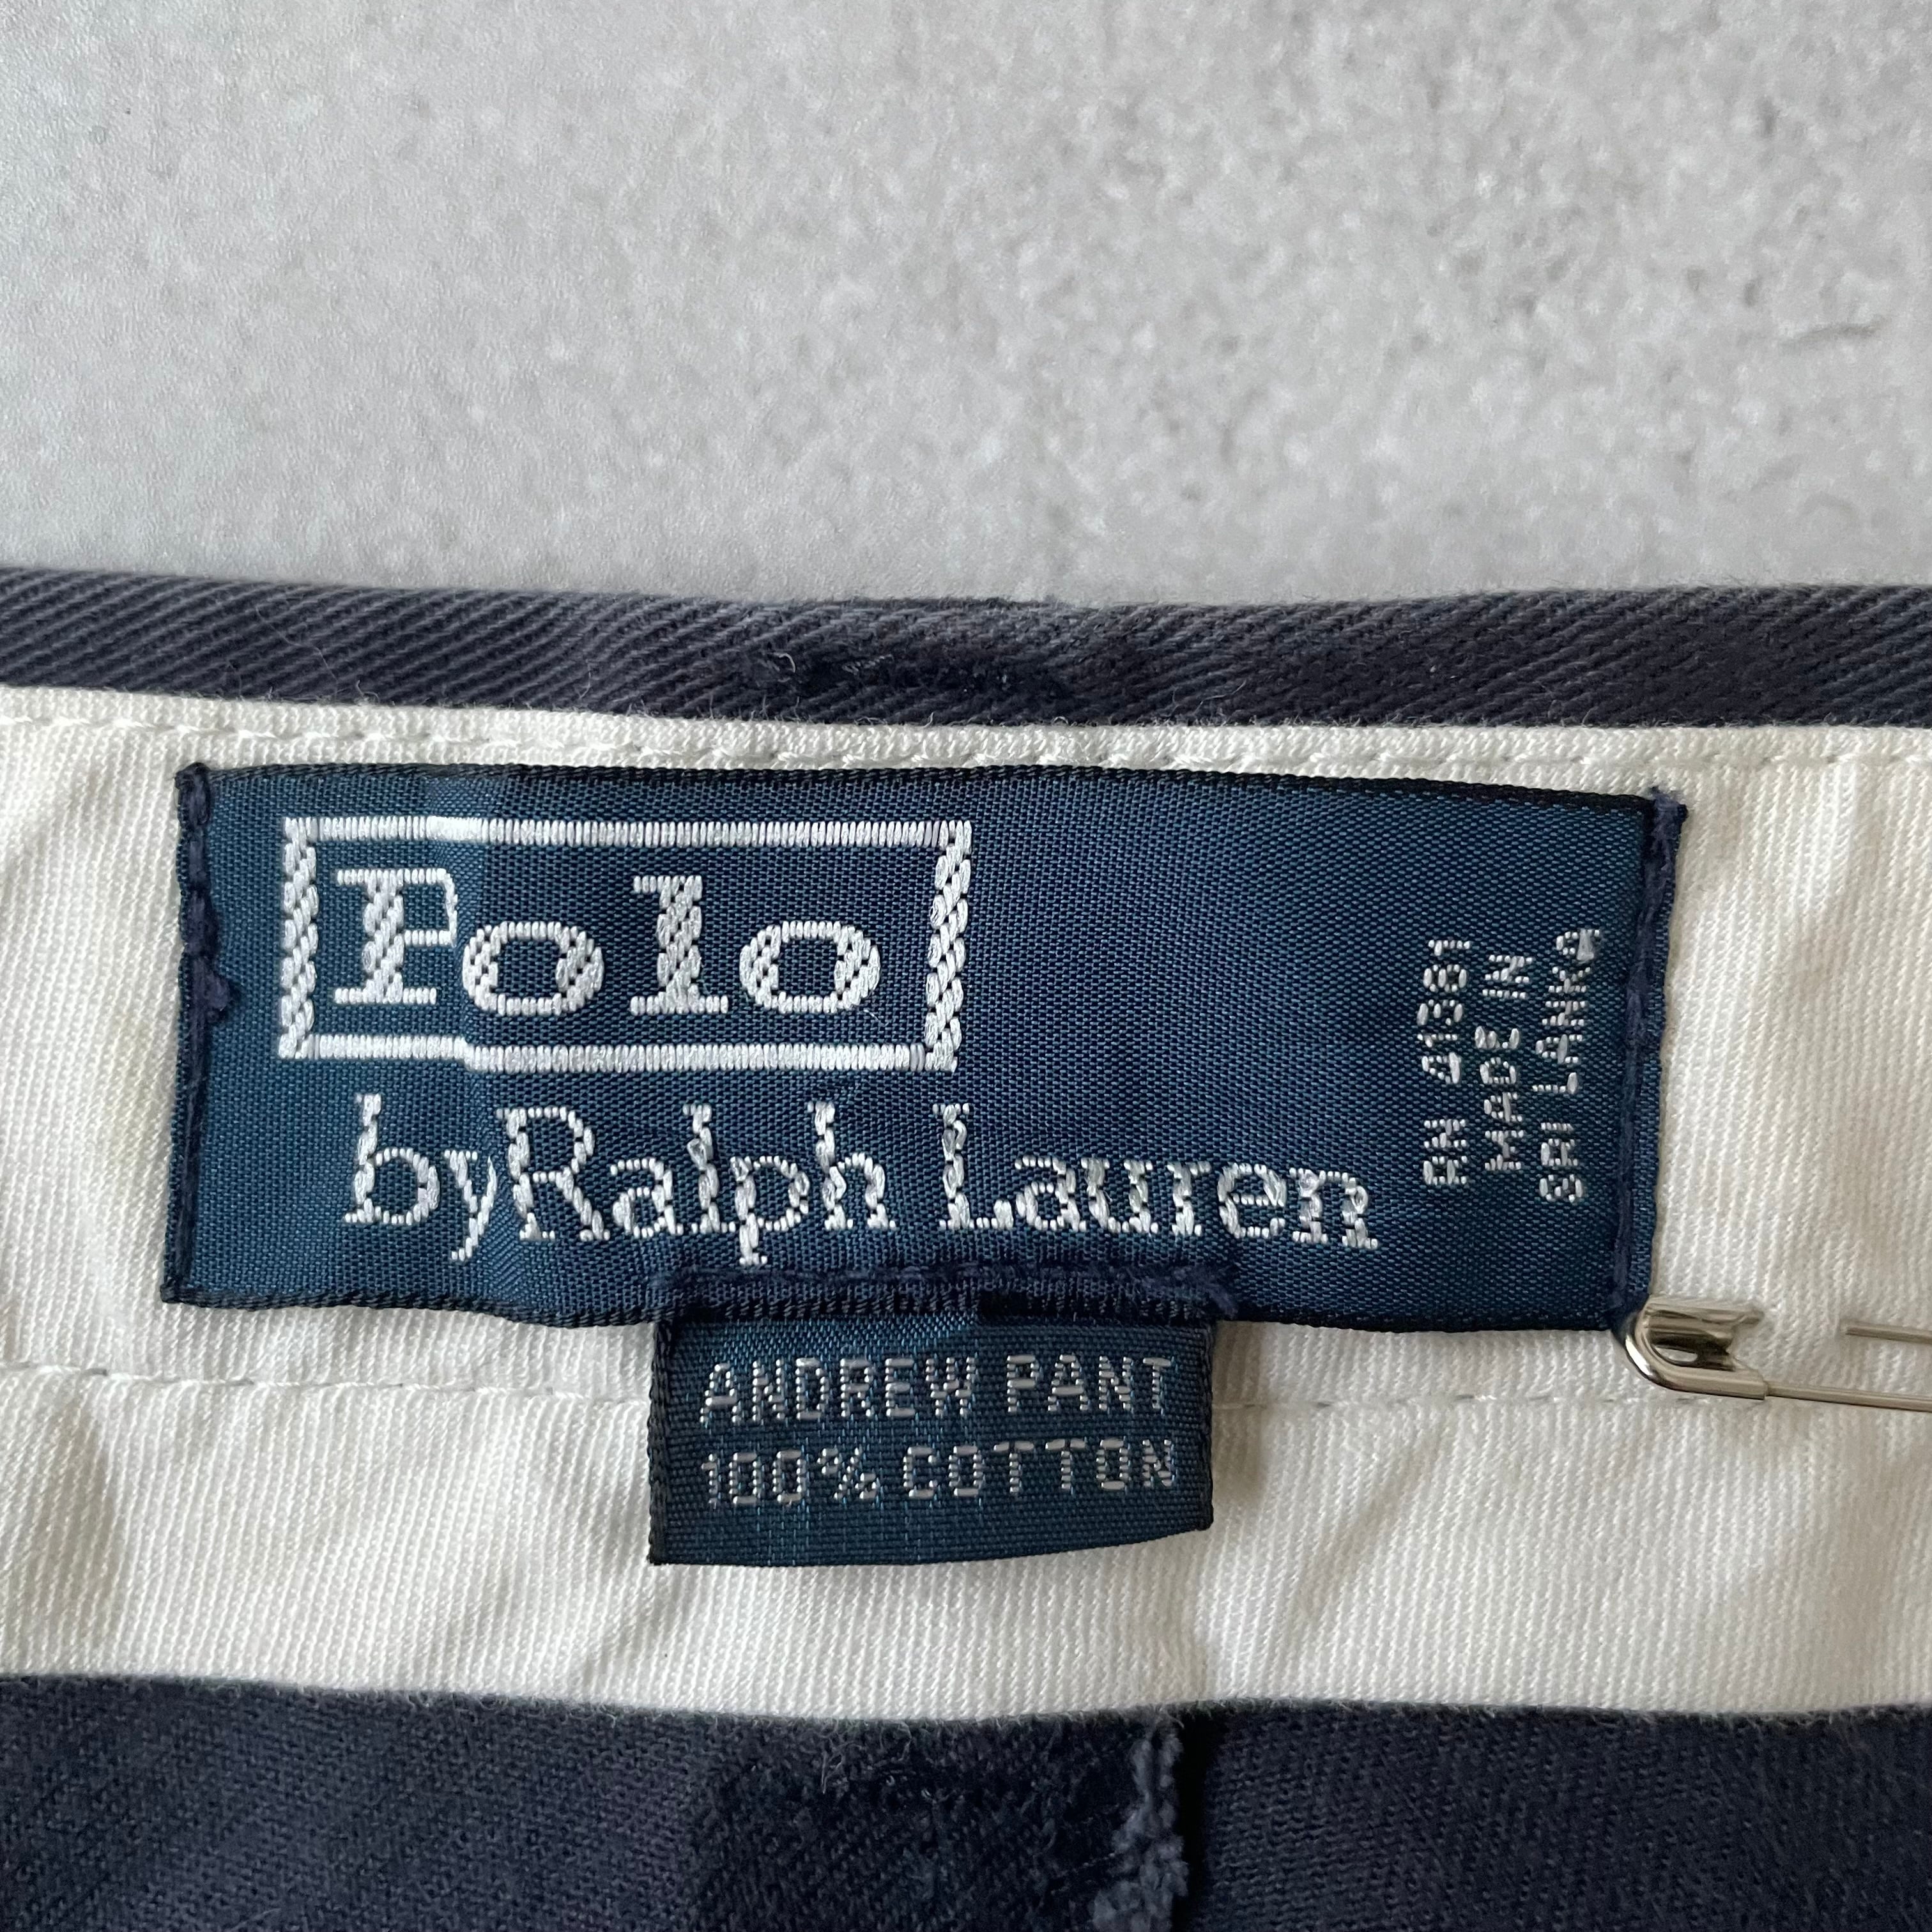 Polo
by Ralph Lauren
RN 41381
MADE IN
SRI LANKA
ANDREW PANT
100% COTTON